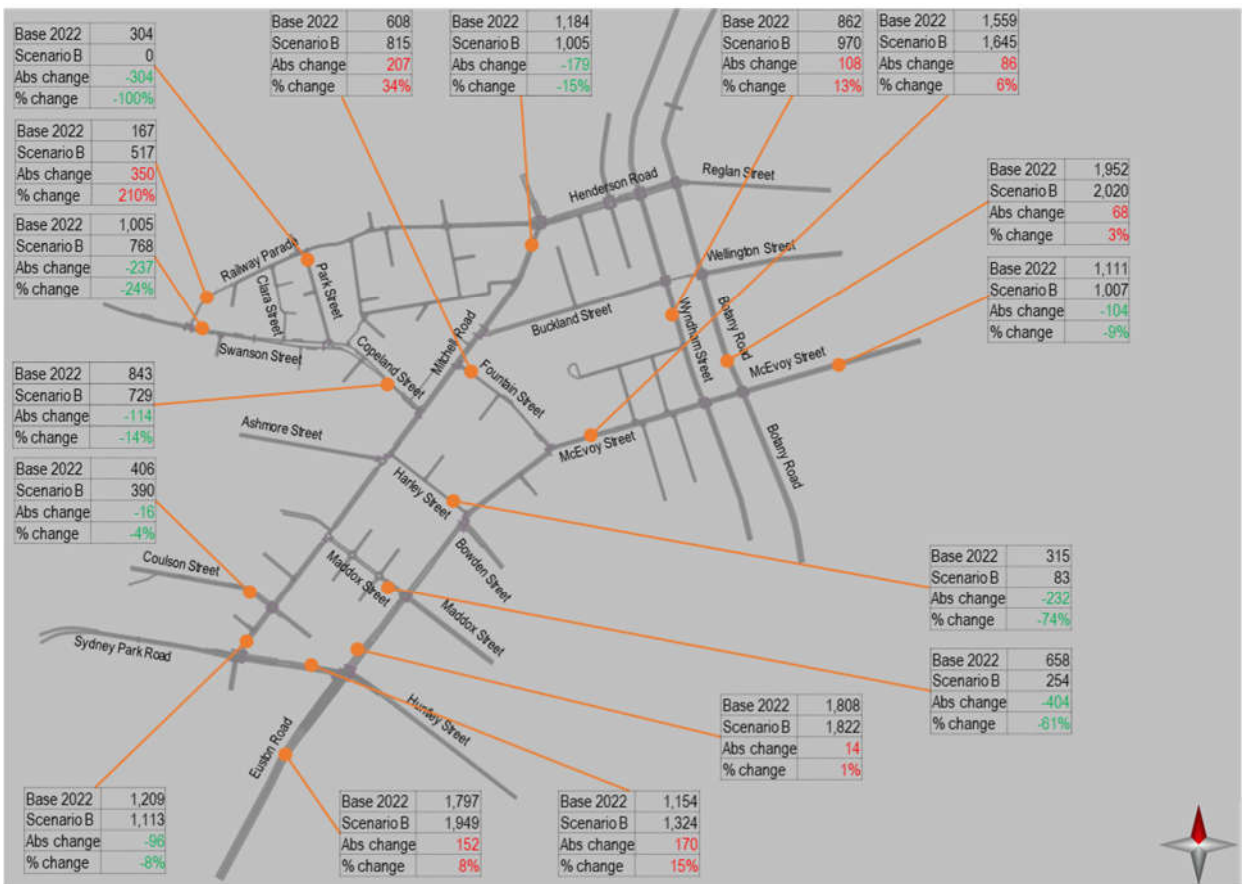 Base 2022 304
Scenario B 0
Abs change -304
% change -100%
Base 2022 608
Scenario B 815
Abs change 207
% change 34%
Base 2022 1,184
Scenario B 1,005
Abs change -179
% change -15%
Base 2022 862
Scenario B 970
Abs change 108
% change 13%
Base 2022 1,559
Scenario B 1,645
Abs change 86
% change 6%
Base 2022 167
Scenario B 517
Abs change 350
% change 210%
Base 2022 1,005
Scenario B 768
Abs change -237
% change -24%
Base 2022 1,952
Scenario B 2,020
Abs change 68
% change 3%
Base 2022 1,111
Scenario B 1,007
Abs change -104
% change -9%
Henderson Road
Reglan Street
Railway Parade
Clara Street
Park Street
Wellington Street
Swanson Street
Copeland Street
Mitchell Road
Buckland Street
Wyndham Street
Botany Road
McEvoy Street
Fountain Street
Base 2022 843
Scenario B 729
Abs change -114
% change -14%
Ashmore Street
McEvoy Street
Botany Road
Harley Street
Base 2022 406
Scenario B 390
Abs change -16
% change -4%
Coulson Street
Maddox Street
Bowden Street
Maddox Street
Sydney Park Road
Huntley Street
Euston Road
Base 2022 315
Scenario B 83
Abs change -232
% change -74%
Base 2022 658
Scenario B 254
Abs change -404
% change -61%
Base 2022 1,808
Scenario B 1,822
Abs change 14
% change 1%
Base 2022 1,209
Scenario B 1,113
Abs change -96
% change -8%
Base 2022 1,797
Scenario B 1,949
Abs change 152
% change 8%
Base 2022 1,154
Scenario B 1,324
Abs change 170
% change 15%